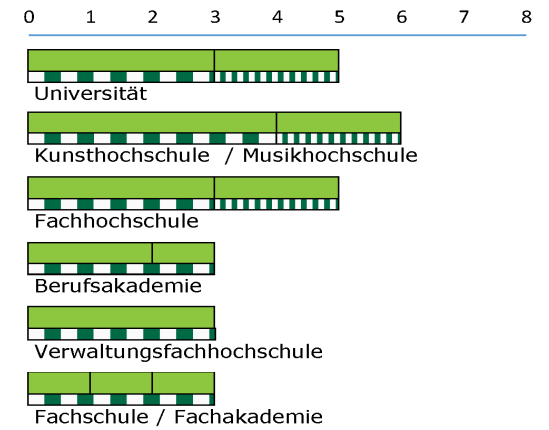 0 1 2 3 4 5 6 7 8
Universität
Kunsthochschule / Musikhochschule
Fachhochschule
Berufsakademie
Verwaltungsfachhochschule
Fachschule / Fachakademie